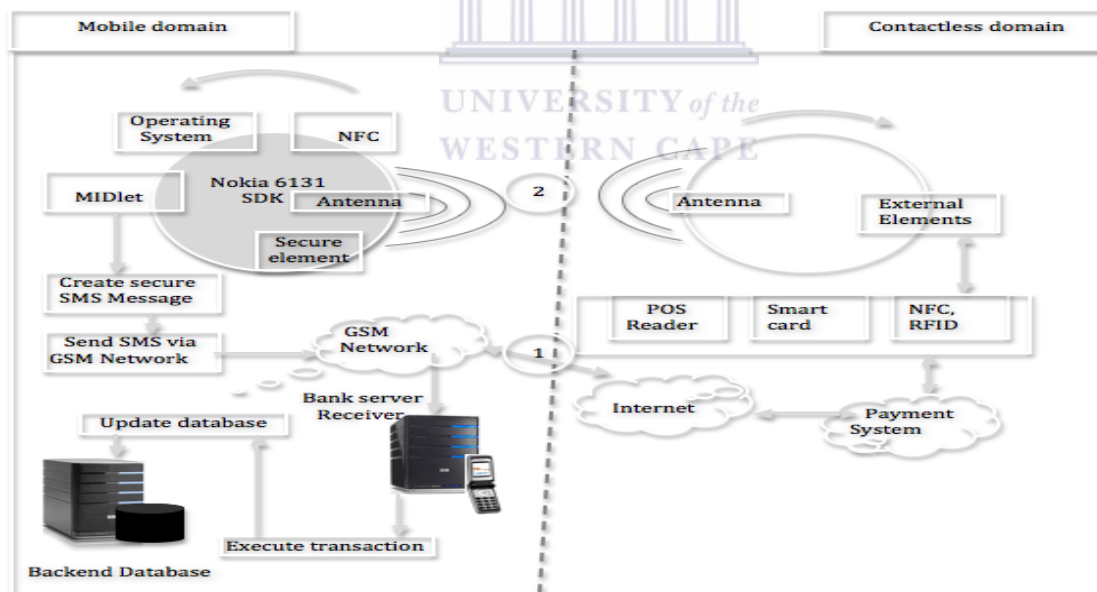 Mobile domain
Contactless domain
UNIVERSITY of the
WESTERN CAPE
Operating
System
NFC
MIDlet
Nokia 6131
SDK
Antenna
Secure
element
2
Antenna
External
Elements
Create secure
SMS Message
Send SMS via
GSM Network
GSM
Network
1
POS
Reader
Smart
card
NFC,
RFID
Internet
Payment
System
Bank server
Receiver
Update database
Execute transaction
Backend Database